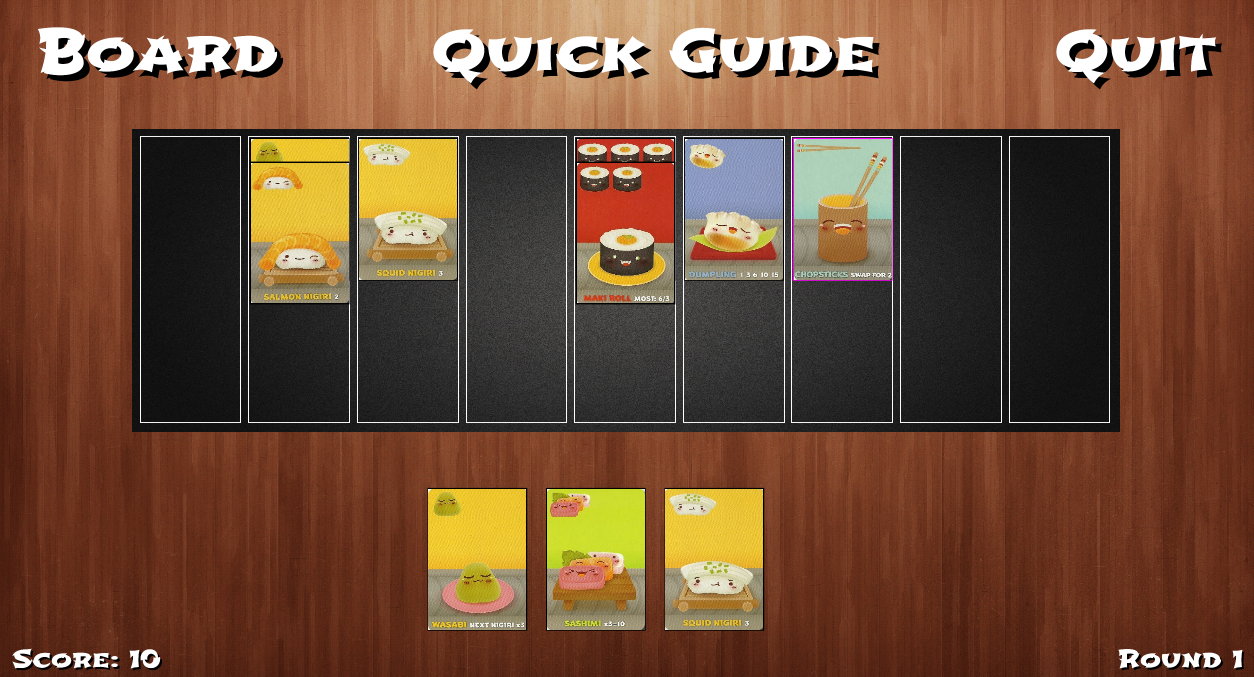 Board
Quick Guide
Quit
SALMON NIGIRI 2
SQUID NIGIRI 3
MAKI ROLL MOST: 6/3
DUMPLING 1 3 6 10 15
CHOPSTICKS SWAP FOR 2
WASABI NEXT NIGIRI x3
SASHIMI x3=10
SQUID NIGIRI 3
Score: 10
Round 1